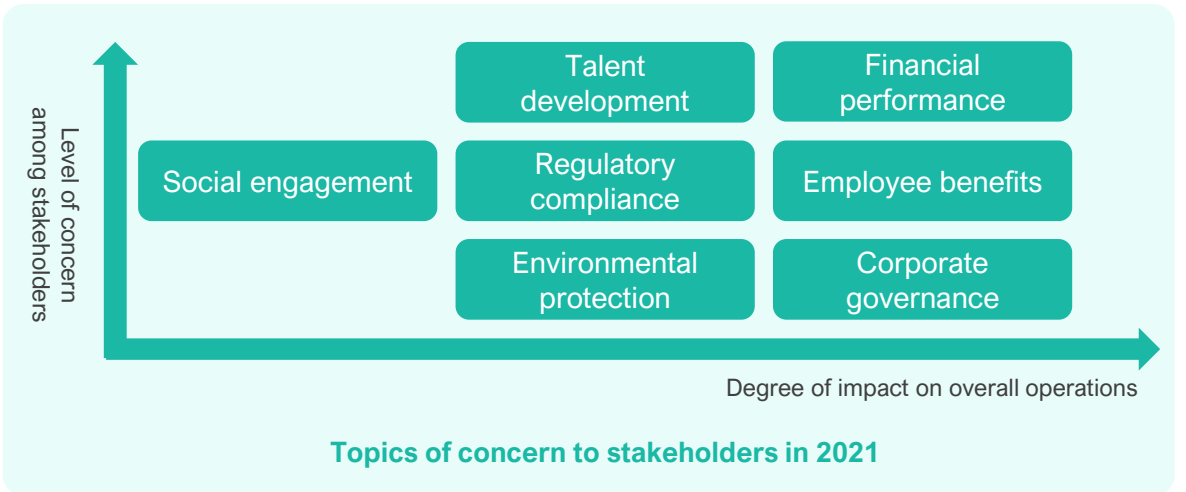 Level of concern
among stakeholders
Talent
development
Financial
performance
Social engagement
Regulatory
compliance
Employee benefits
Environmental
protection
Corporate
governance
Degree of impact on overall operations
Topics of concern to stakeholders in 2021